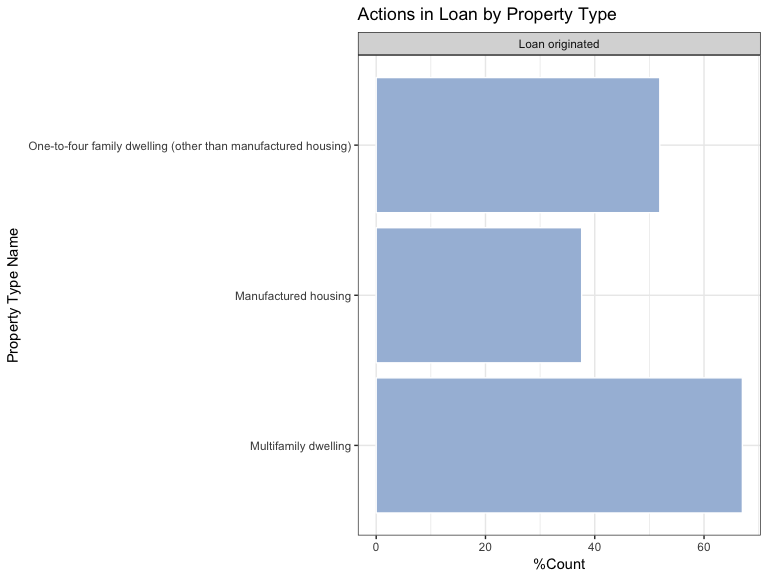 Actions in Loan by Property Type
Loan originated
One-to-four family dwelling (other than manufactured housing)
Manufactured housing
Multifamily dwelling
Property Type Name
0 20 40 60
%Count